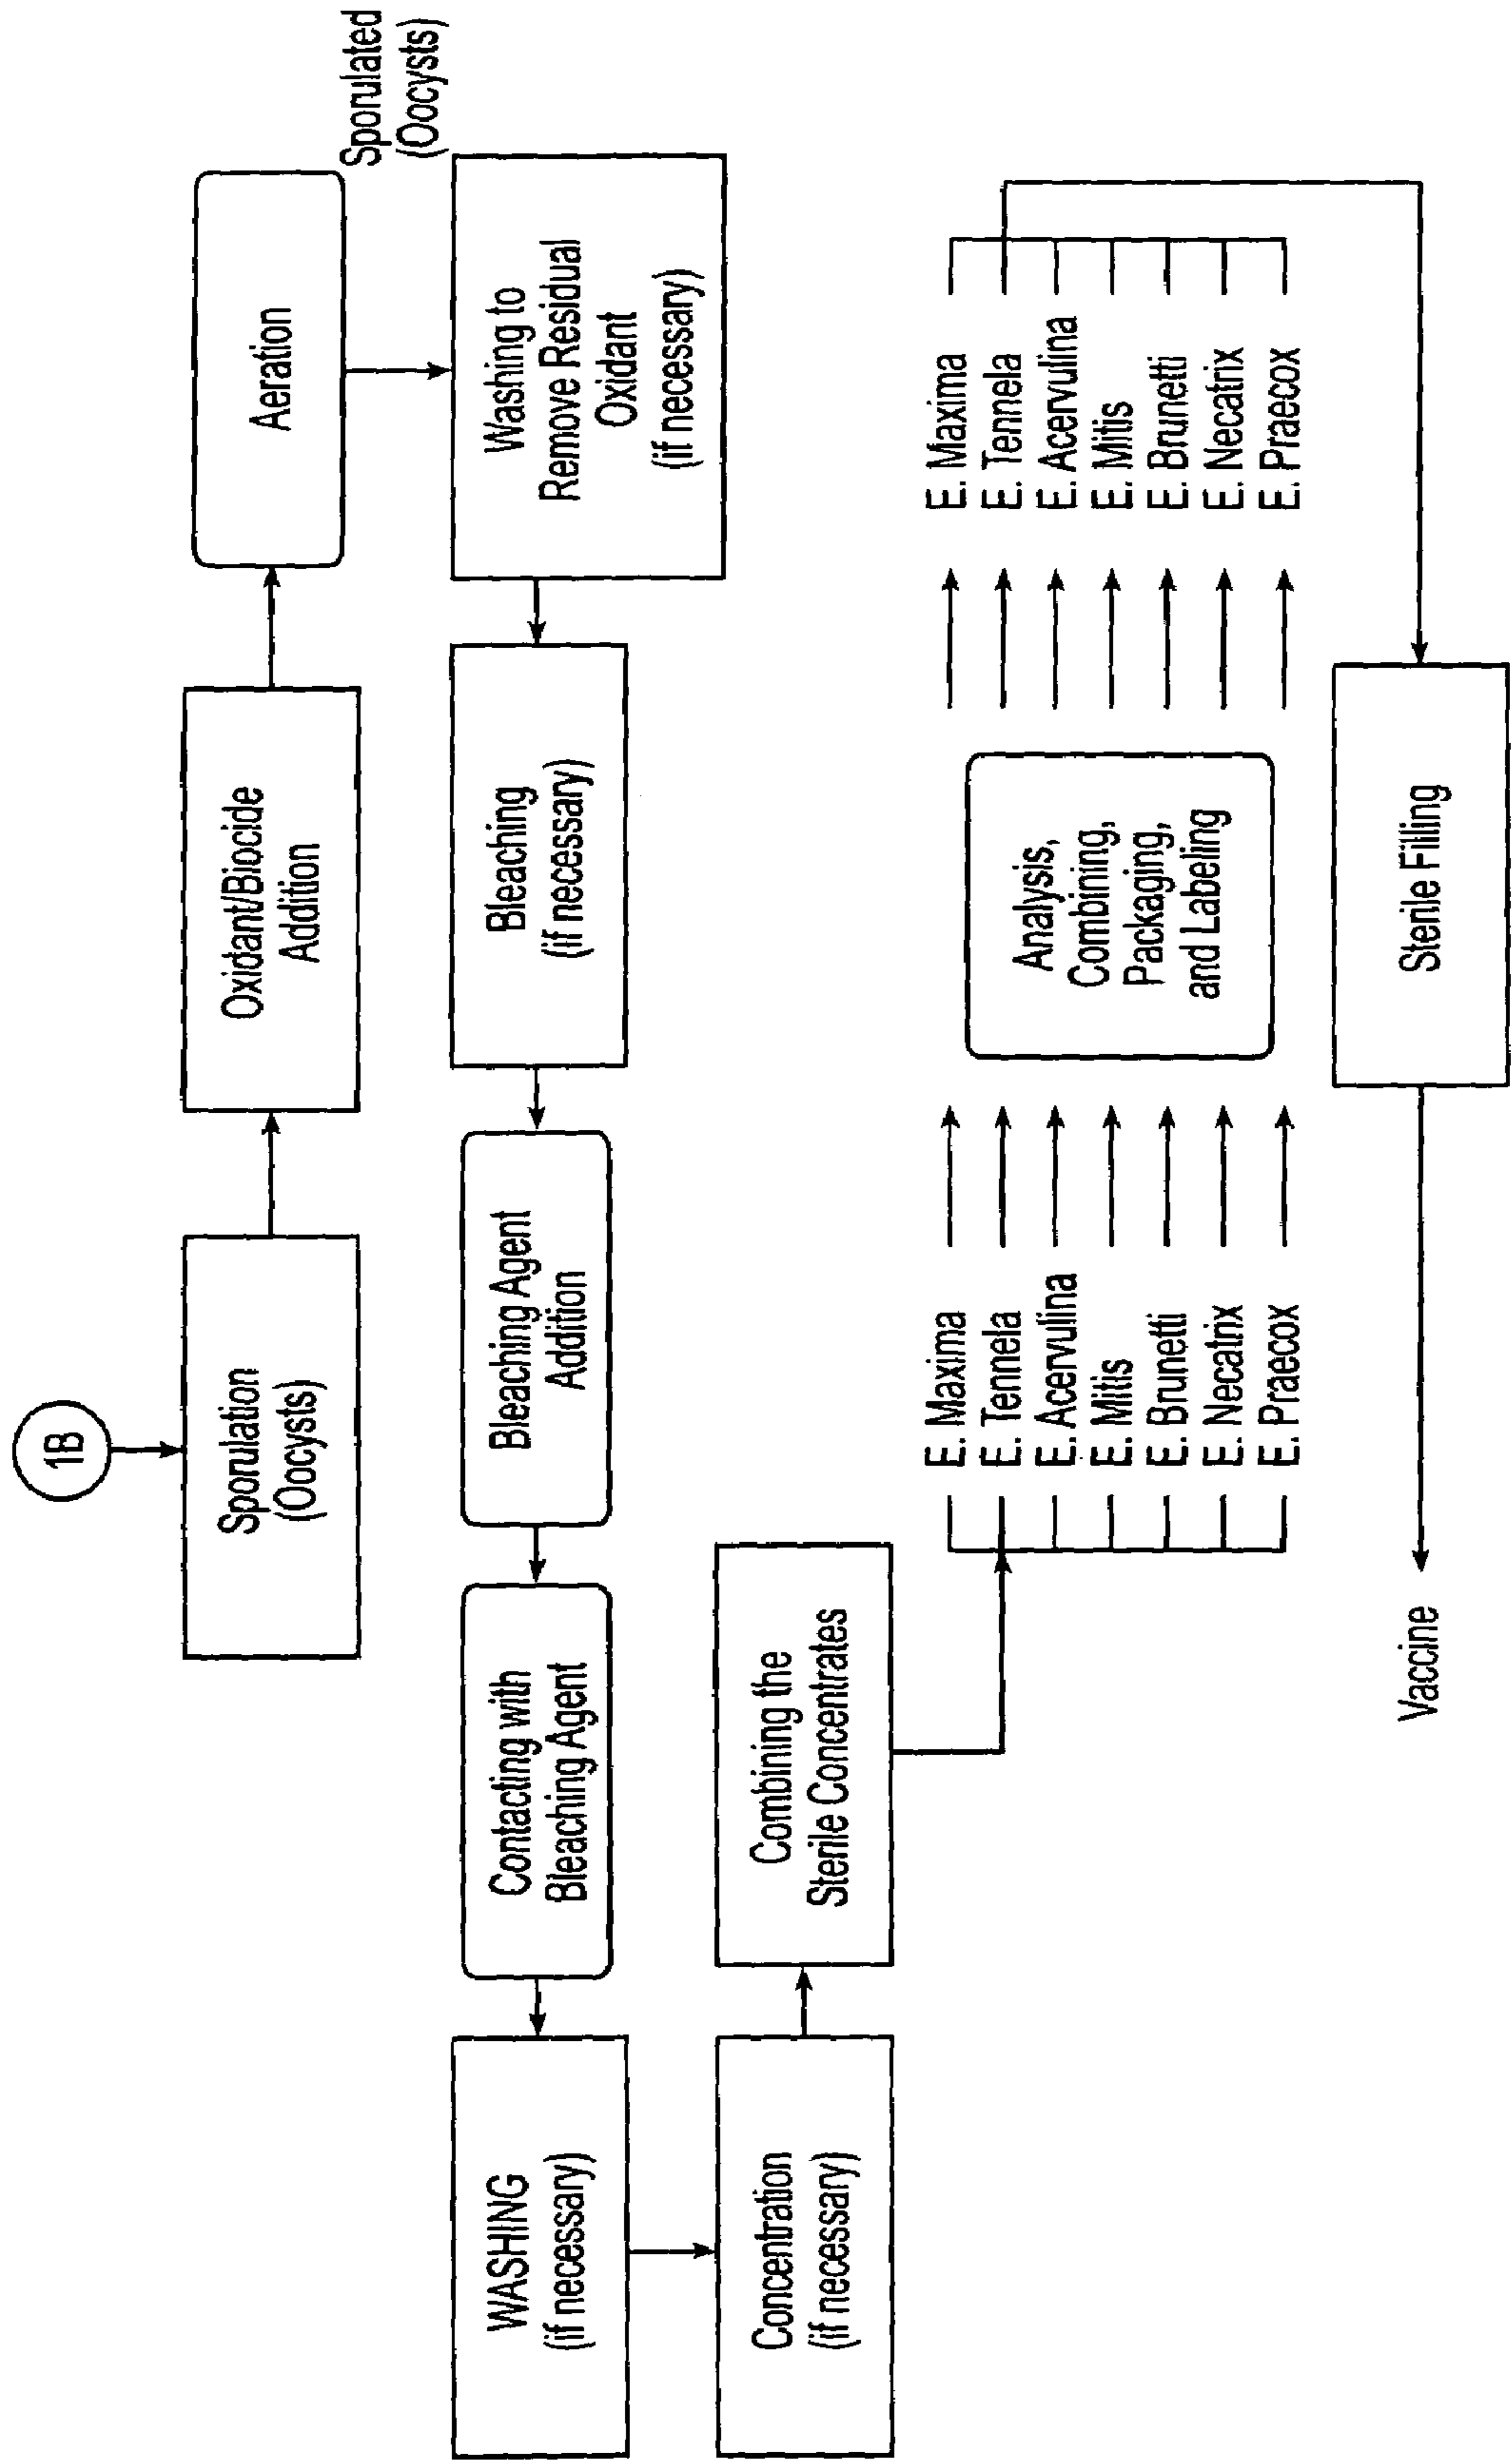 1B
Sporulation
(Oocysts)
Oxidant/Biocide
Addition
Aeration
Sporulated
(Oocysts)
Washing to
Remove Residual
Oxidant
(if necessary)
Bleaching
(if necessary)
Bleaching Agent
Addition
Contacting with
Bleaching Agent
WASHING
(if necessary)
Concentration
(if necessary)
Combining the
Sterile Concentrates
E. Maxima
E. Tennela
E. Acervulina
E. Mitis
E. Brunetti
E. Necatrix
E. Praecox
Analysis,
Combining,
Packaging,
and Labeling
E. Maxima
E. Tennela
E. Acervulina
E. Mitis
E. Brunetti
E. Necatrix
E. Praecox
Sterile Filling
Vaccine